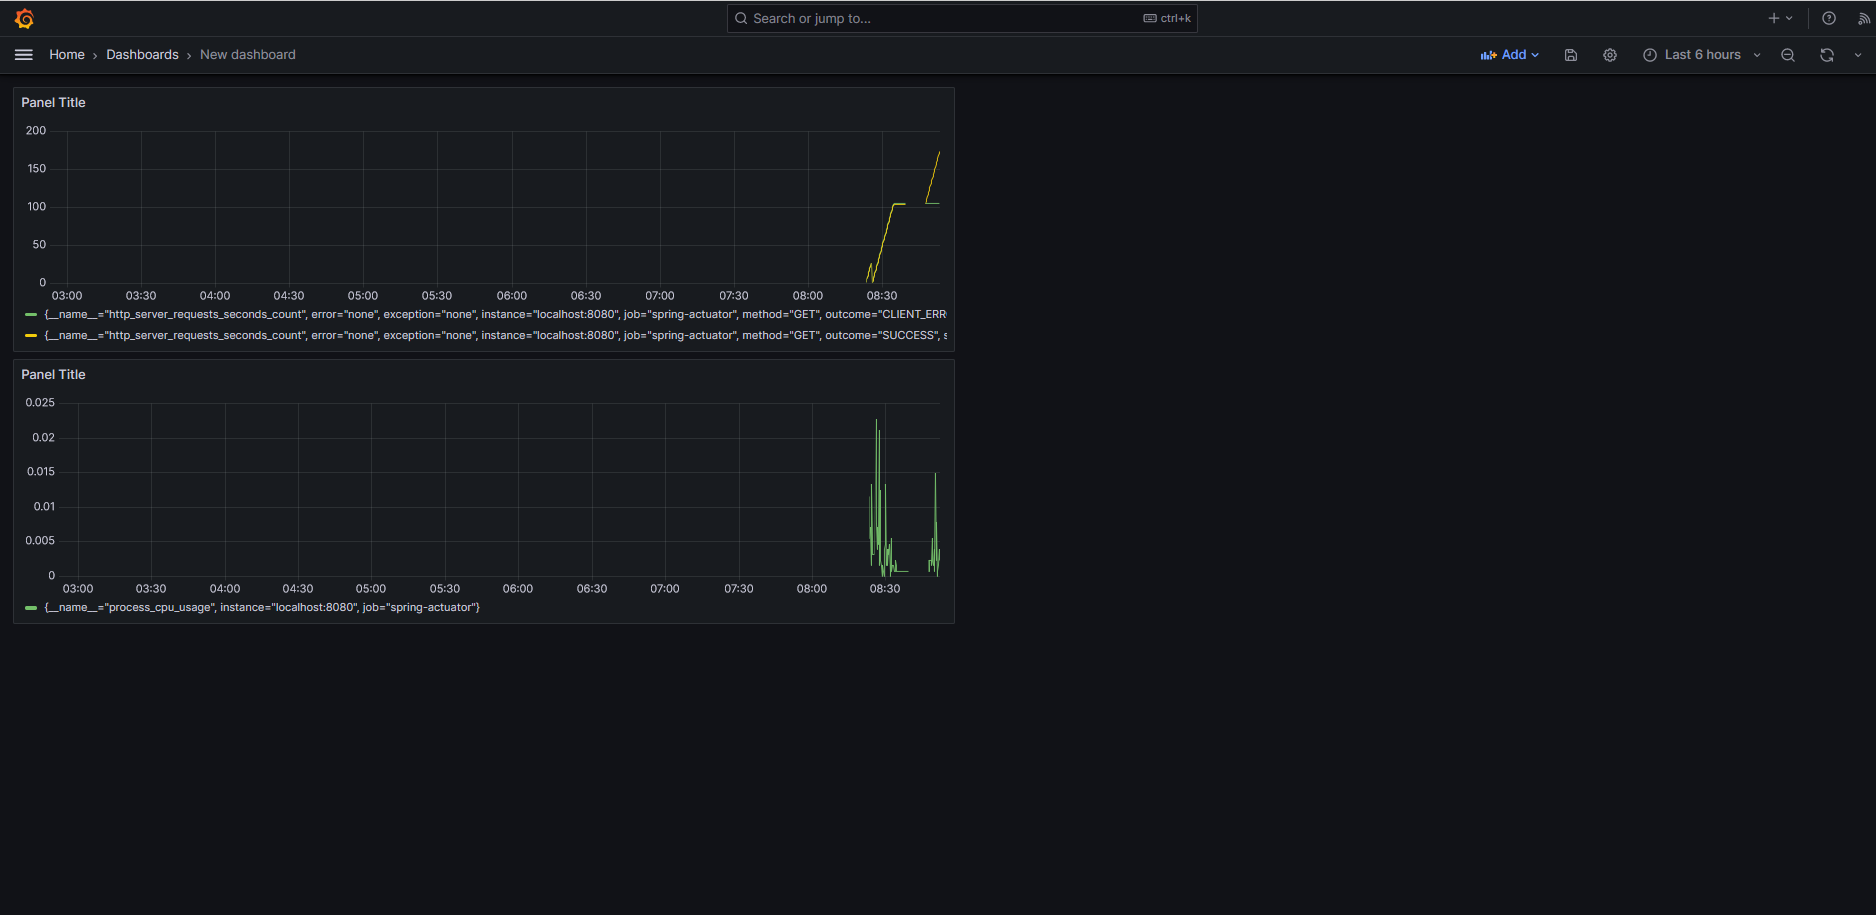 Search or jump to...
ctrl+k
Home › Dashboards › New dashboard
Add
Last 6 hours
Panel Title
200
150
100
50
0
03:00 03:30 04:00 04:30 05:00 05:30 06:00 06:30 07:00 07:30 08:00 08:30
{__name__="http_server_requests_seconds_count", error="none", exception="none", instance="localhost:8080", job="spring-actuator", method="GET", outcome="CLIENT_ERR
{__name__="http_server_requests_seconds_count", error="none", exception="none", instance="localhost:8080", job="spring-actuator", method="GET", outcome="SUCCESS", s
Panel Title
0.025
0.02
0.015
0.01
0.005
0
03:00 03:30 04:00 04:30 05:00 05:30 06:00 06:30 07:00 07:30 08:00 08:30
{__name__="process_cpu_usage", instance="localhost:8080", job="spring-actuator"}